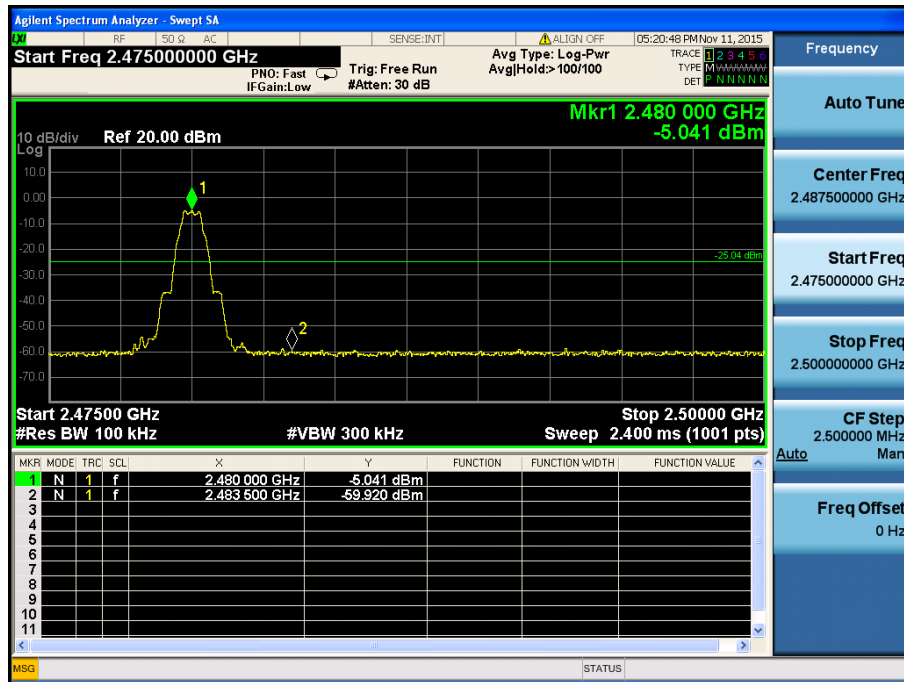 Agilent Spectrum Analyzer - Swept SA
LXI RF 50 Ω AC SENSE:INT ALIGN OFF 05:20:48 PM Nov 11, 2015
Start Freq 2.475000000 GHz
PNO: Fast
IFGain:Low
Trig: Free Run
#Atten: 30 dB
Avg Type: Log-Pwr
Avg|Hold:>100/100
TRACE 1 2 3 4 5 6
TYPE M W W W W W
DET P N N N N N
Mkr1 2.480 000 GHz
-5.041 dBm
10 dB/div Ref 20.00 dBm
Log
10.0
0.00
-10.0
-20.0
-30.0
-40.0
-50.0
-60.0
-70.0
1
2
-25.04 dBm
Start 2.47500 GHz Stop 2.50000 GHz
#Res BW 100 kHz #VBW 300 kHz Sweep 2.400 ms (1001 pts)
MKR MODE TRC SCL X Y FUNCTION FUNCTION WIDTH FUNCTION VALUE
1 N 1 f 2.480 000 GHz -5.041 dBm
2 N 1 f 2.483 500 GHz -59.920 dBm
3
4
5
6
7
8
9
10
11
MSG STATUS
Frequency
Auto Tune
Center Freq
2.487500000 GHz
Start Freq
2.475000000 GHz
Stop Freq
2.500000000 GHz
CF Step
2.500000 MHz
Auto Man
Freq Offset
0 Hz